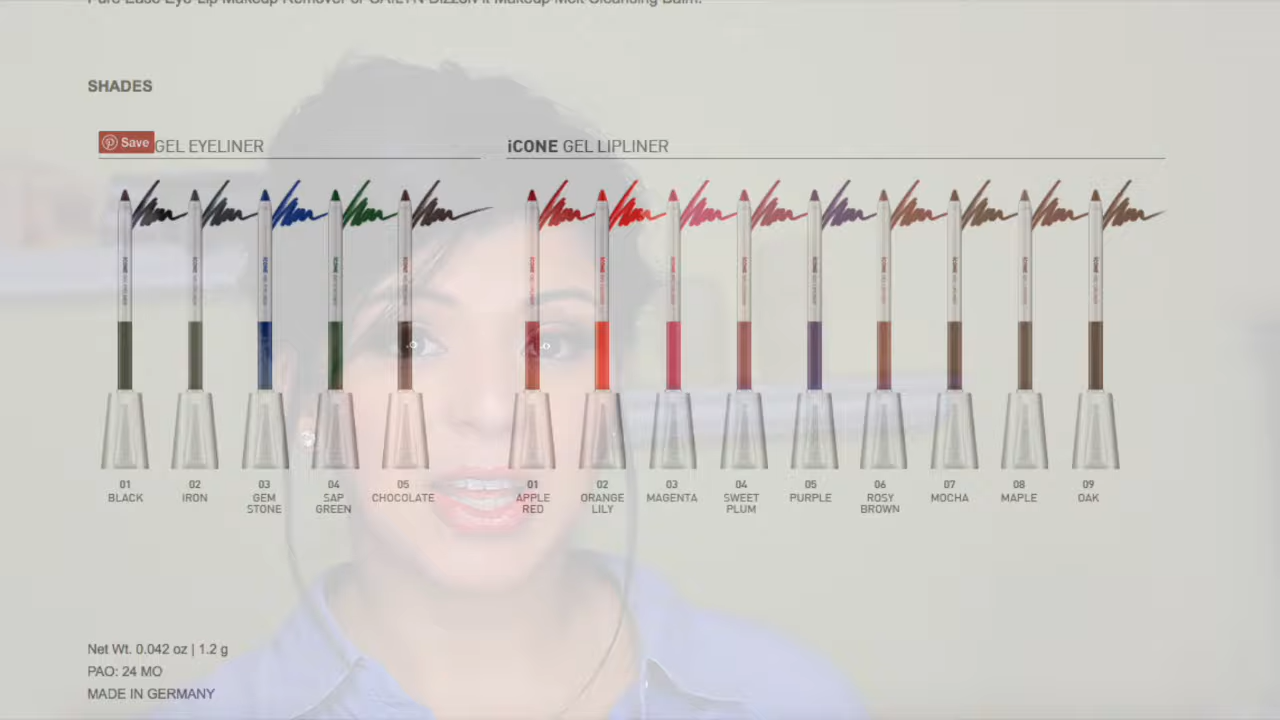 SHADES
Save
GEL EYELINER
iCONE GEL LIPLINER
01 BLACK
02 IRON
03 GEM STONE
04 SAP GREEN
05 CHOCOLATE
01 APPLE RED
02 ORANGE LILY
03 MAGENTA
04 SWEET PLUM
05 PURPLE
06 ROSY BROWN
07 MOCHA
08 MAPLE
09 OAK
Net Wt. 0.042 oz | 1.2 g
PAO: 24 MO
MADE IN GERMANY